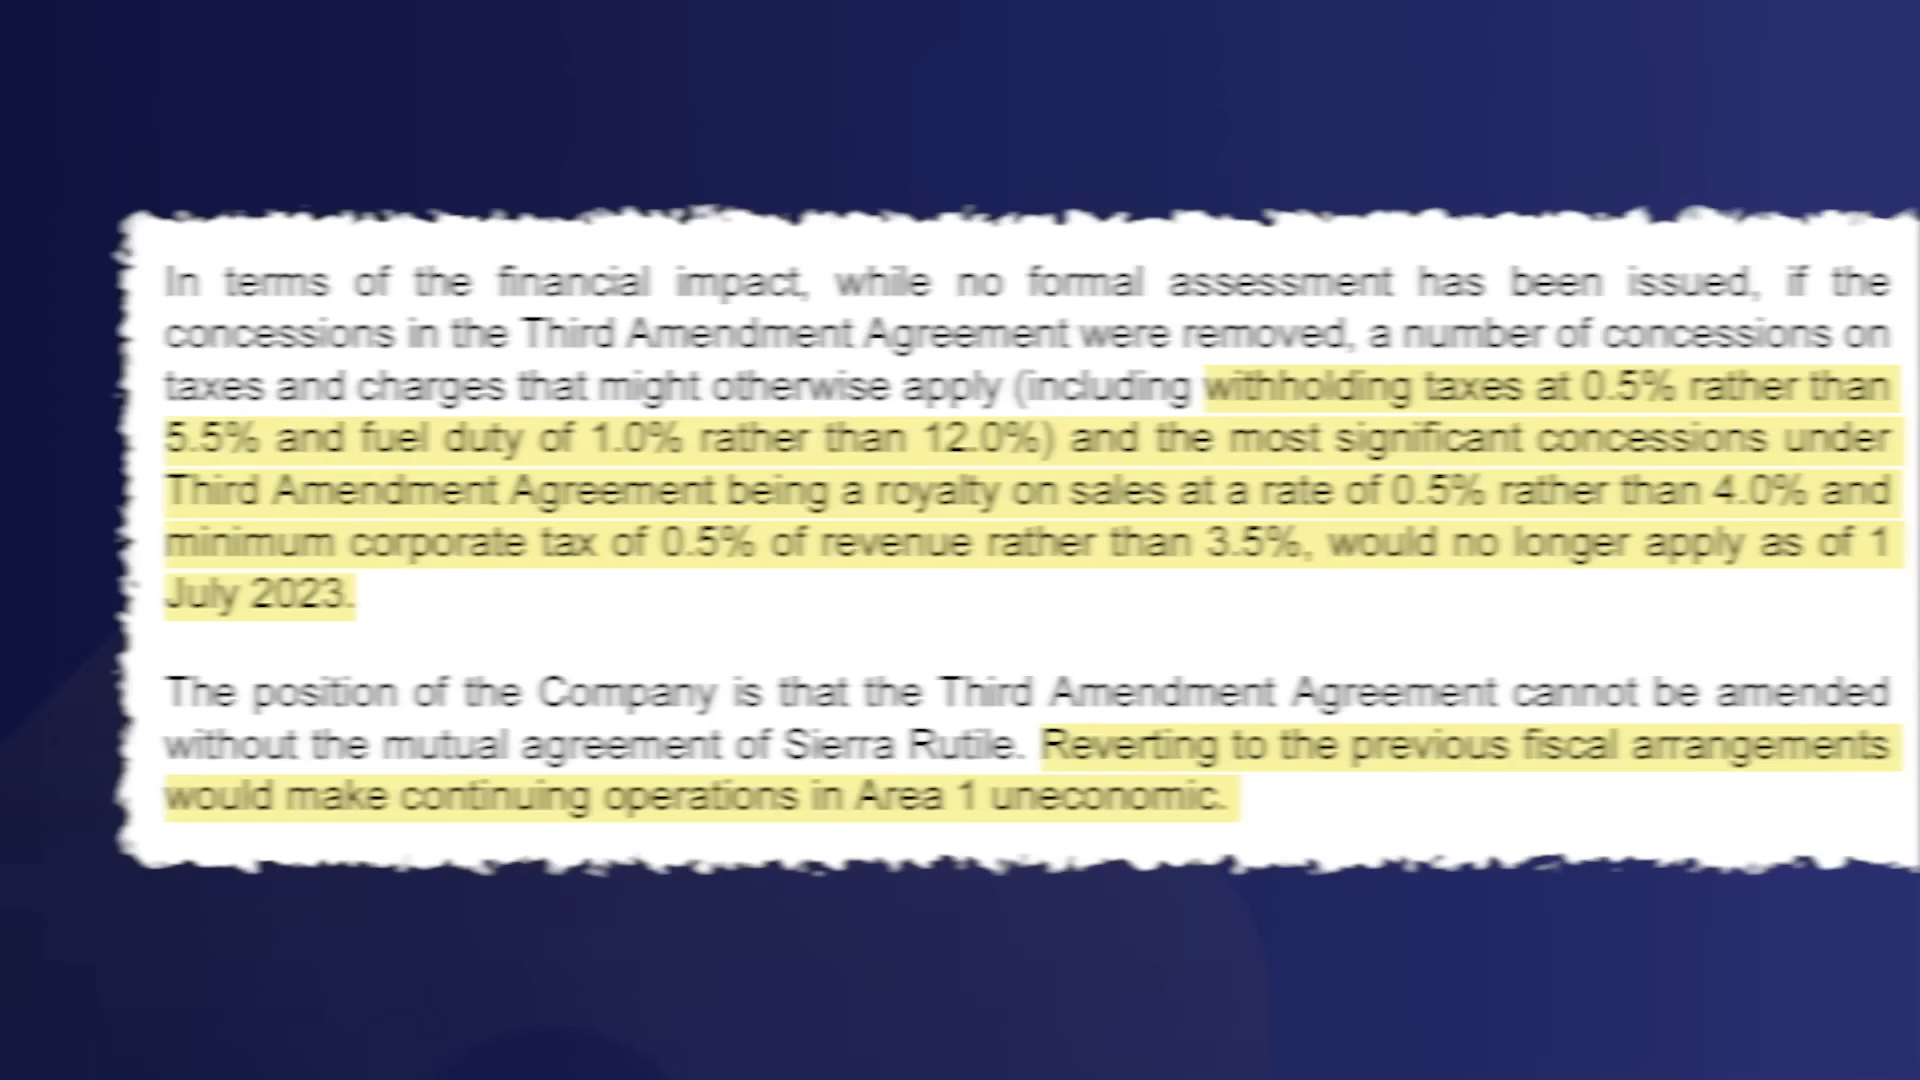 In terms of the financial impact, while no formal assessment has been issued, if the
concessions in the Third Amendment Agreement were removed, a number of concessions on
taxes and charges that might otherwise apply (including withholding taxes at 0.5% rather than
5.5% and fuel duty of 1.0% rather than 12.0%) and the most significant concessions under
Third Amendment Agreement being a royalty on sales at a rate of 0.5% rather than 4.0% and
minimum corporate tax of 0.5% of revenue rather than 3.5%, would no longer apply as of 1
July 2023.
The position of the Company is that the Third Amendment Agreement cannot be amended
without the mutual agreement of Sierra Rutile. Reverting to the previous fiscal arrangements
would make continuing operations in Area 1 uneconomic.